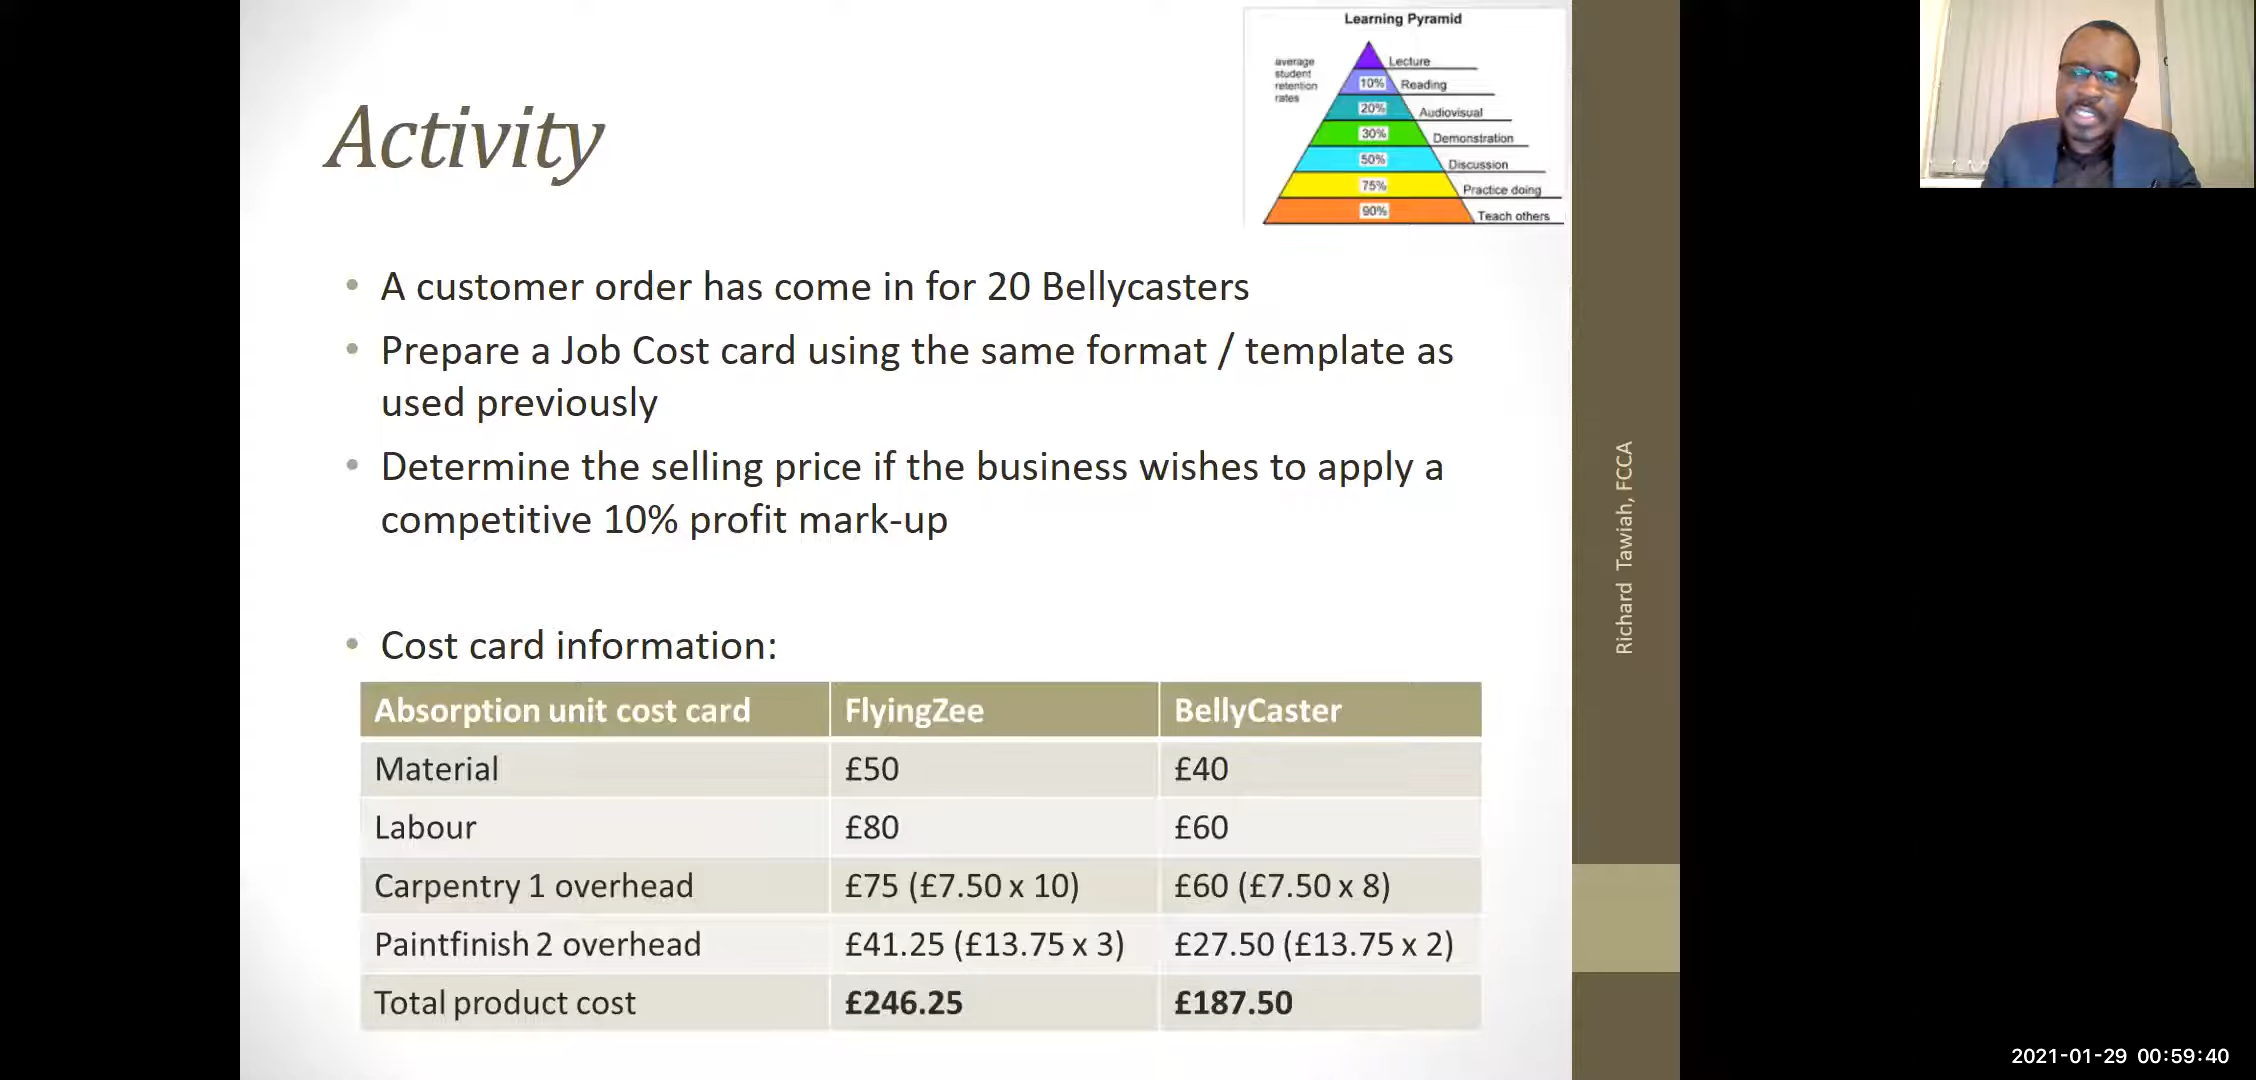 Learning Pyramid
average
student
retention
rates
Lecture
10% Reading
20% Audiovisual
30% Demonstration
50% Discussion
75% Practice doing
90% Teach others
Activity
• A customer order has come in for 20 Bellycasters
• Prepare a Job Cost card using the same format / template as
used previously
• Determine the selling price if the business wishes to apply a
competitive 10% profit mark-up
• Cost card information:
Absorption unit cost card FlyingZee BellyCaster
Material £50 £40
Labour £80 £60
Carpentry 1 overhead £75 (£7.50 x 10) £60 (£7.50 x 8)
Paintfinish 2 overhead £41.25 (£13.75 x 3) £27.50 (£13.75 x 2)
Total product cost £246.25 £187.50
Richard Tawiah, FCCA
2021-01-29 00:59:40